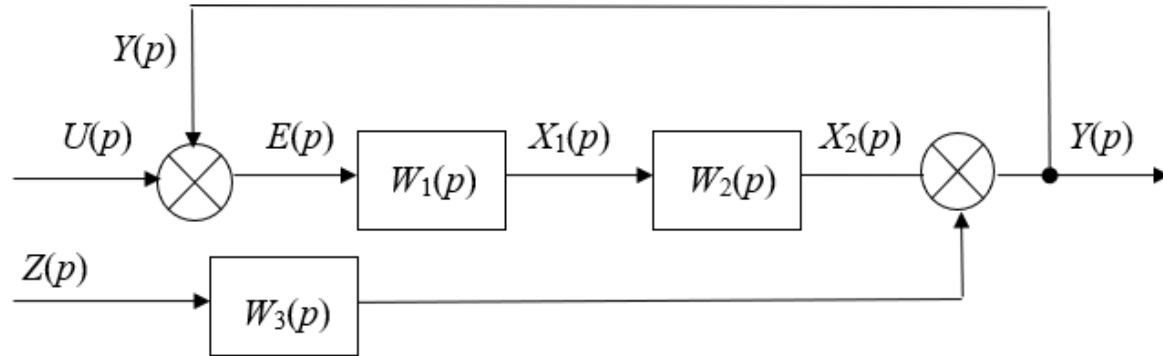 Y(p)
U(p)
E(p)
W₁(p)
X₁(p)
W₂(p)
X₂(p)
Y(p)
Z(p)
W₃(p)